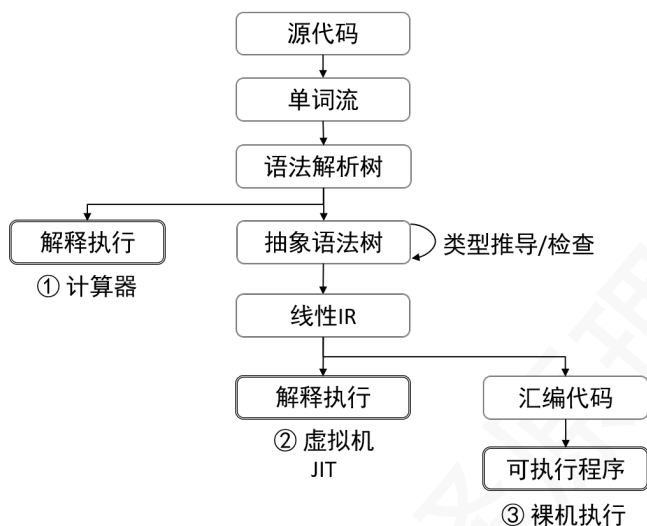 源代码
单词流
语法解析树
解释执行
抽象语法树
类型推导/检查
① 计算器
线性IR
解释执行
汇编代码
② 虚拟机
JIT
可执行程序
③ 裸机执行